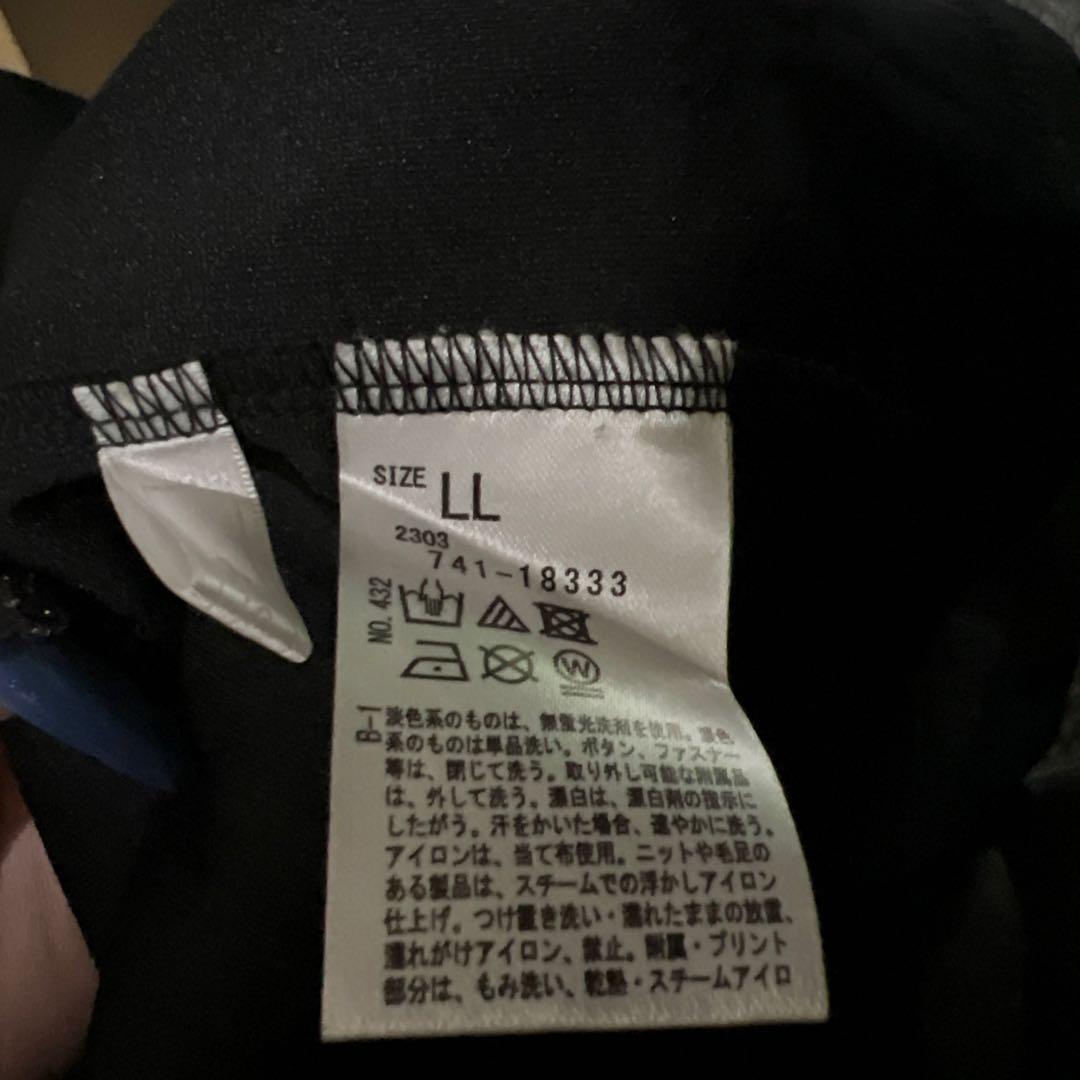 SIZE LL
2303
741-18333
NO. 432
W
B-1
淡色系のものは、無蛍光洗剤を使用。濃色
系のものは単品洗い。ボタン、ファスナー
等は、閉じて洗う。取り外し可能な附属品
は、外して洗う。漂白は、漂白剤の指示に
したがう。汗をかいた場合、速やかに洗う。
アイロンは、当て布使用。ニットや毛足の
ある製品は、スチームでの浮かしアイロン
仕上げ。つけ置き洗い・濡れたままの放置、
濡れがけアイロン、禁止。附属・プリント
部分は、もみ洗い、乾熱・スチームアイロ